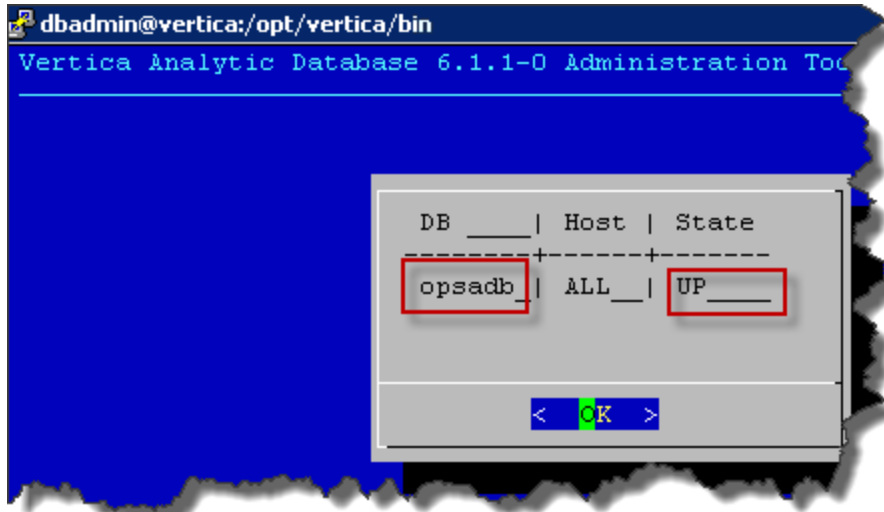 dbadmin@vertica:/opt/vertica/bin
Vertica Analytic Database 6.1.1-0 Administration
DB ____| Host | State
--------+------+-------
opsadb_| ALL__| UP____
< OK >